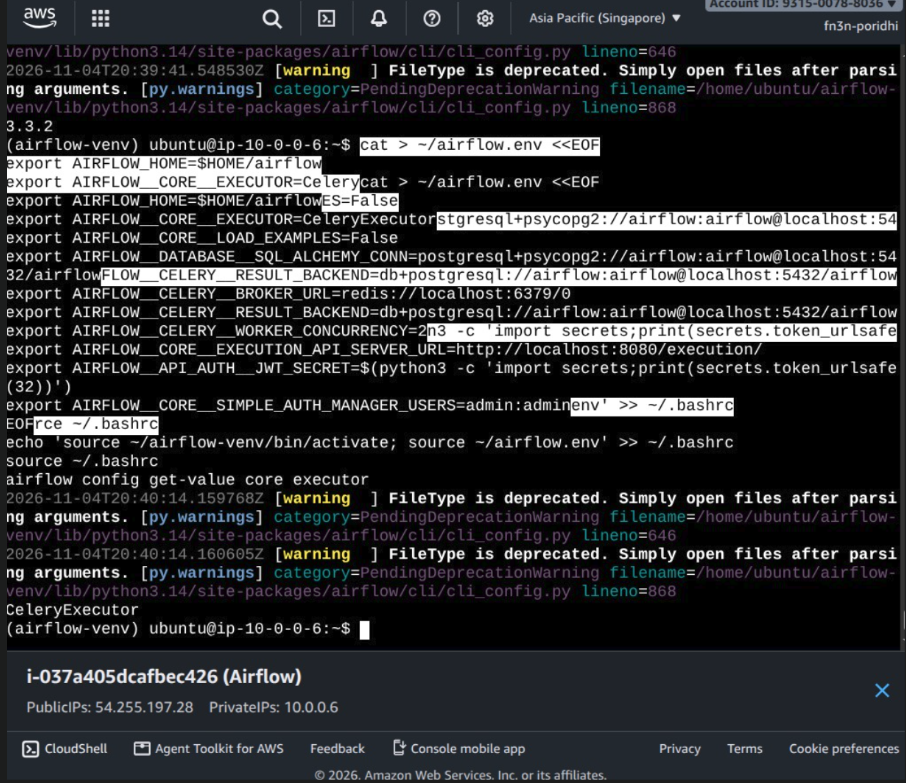 aws
Asia Pacific (Singapore) ▼
Account ID: 9315-0078-8036 ▼
fn3n-poridhi
venv/lib/python3.14/site-packages/airflow/cli/cli_config.py lineno=646
2026-11-04T20:39:41.548530Z [warning  ] FileType is deprecated. Simply open files after parsi
ng arguments. [py.warnings] category=PendingDeprecationWarning filename=/home/ubuntu/airflow-
venv/lib/python3.14/site-packages/airflow/cli/cli_config.py lineno=868
3.3.2
(airflow-venv) ubuntu@ip-10-0-0-6:~$ cat > ~/airflow.env <<EOF
export AIRFLOW_HOME=$HOME/airflow
export AIRFLOW__CORE__EXECUTOR=Celerycat > ~/airflow.env <<EOF
export AIRFLOW_HOME=$HOME/airflowES=False
export AIRFLOW__CORE__EXECUTOR=CeleryExecutorstgresql+psycopg2://airflow:airflow@localhost:54
export AIRFLOW__CORE__LOAD_EXAMPLES=False
export AIRFLOW__DATABASE__SQL_ALCHEMY_CONN=postgresql+psycopg2://airflow:airflow@localhost:54
32/airflowFLOW__CELERY__RESULT_BACKEND=db+postgresql://airflow:airflow@localhost:5432/airflow
export AIRFLOW__CELERY__BROKER_URL=redis://localhost:6379/0
export AIRFLOW__CELERY__RESULT_BACKEND=db+postgresql://airflow:airflow@localhost:5432/airflow
export AIRFLOW__CELERY__WORKER_CONCURRENCY=2n3 -c 'import secrets;print(secrets.token_urlsafe
export AIRFLOW__CORE__EXECUTION_API_SERVER_URL=http://localhost:8080/execution/
export AIRFLOW__API_AUTH__JWT_SECRET=$(python3 -c 'import secrets;print(secrets.token_urlsafe
(32))')
export AIRFLOW__CORE__SIMPLE_AUTH_MANAGER_USERS=admin:adminenv' >> ~/.bashrc
EOFrce ~/.bashrc
echo 'source ~/airflow-venv/bin/activate; source ~/airflow.env' >> ~/.bashrc
source ~/.bashrc
airflow config get-value core executor
2026-11-04T20:40:14.159768Z [warning  ] FileType is deprecated. Simply open files after parsi
ng arguments. [py.warnings] category=PendingDeprecationWarning filename=/home/ubuntu/airflow-
venv/lib/python3.14/site-packages/airflow/cli/cli_config.py lineno=646
2026-11-04T20:40:14.160605Z [warning  ] FileType is deprecated. Simply open files after parsi
ng arguments. [py.warnings] category=PendingDeprecationWarning filename=/home/ubuntu/airflow-
venv/lib/python3.14/site-packages/airflow/cli/cli_config.py lineno=868
CeleryExecutor
(airflow-venv) ubuntu@ip-10-0-0-6:~$
i-037a405dcafbec426 (Airflow)
PublicIPs: 54.255.197.28 PrivateIPs: 10.0.0.6
CloudShell Agent Toolkit for AWS Feedback Console mobile app Privacy Terms Cookie preferences
© 2026, Amazon Web Services, Inc. or its affiliates.